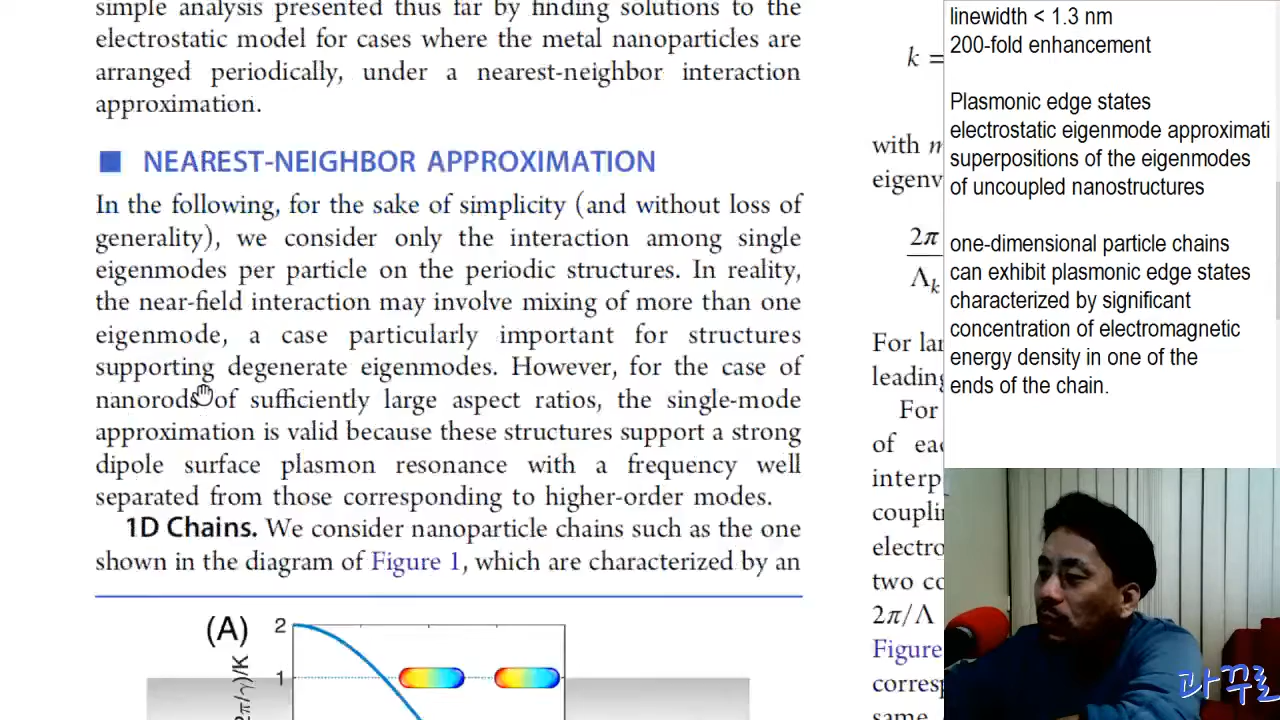 simple analysis presented thus far by finding solutions to the
electrostatic model for cases where the metal nanoparticles are
arranged periodically, under a nearest-neighbor interaction
approximation.
NEAREST-NEIGHBOR APPROXIMATION
In the following, for the sake of simplicity (and without loss of
generality), we consider only the interaction among single
eigenmodes per particle on the periodic structures. In reality,
the near-field interaction may involve mixing of more than one
eigenmode, a case particularly important for structures
supporting degenerate eigenmodes. However, for the case of
nanorods of sufficiently large aspect ratios, the single-mode
approximation is valid because these structures support a strong
dipole surface plasmon resonance with a frequency well
separated from those corresponding to higher-order modes.
1D Chains. We consider nanoparticle chains such as the one
shown in the diagram of Figure 1, which are characterized by an
(A)
2
1
2π/γ)/K
k =
with m
eigenv
2π
Λk
For lar
leading
For
of eac
interp
couplin
electro
two co
2π/Λ
Figure
corresp
same
linewidth < 1.3 nm
200-fold enhancement
Plasmonic edge states
electrostatic eigenmode approximati
superpositions of the eigenmodes
of uncoupled nanostructures
one-dimensional particle chains
can exhibit plasmonic edge states
characterized by significant
concentration of electromagnetic
energy density in one of the
ends of the chain.
과꾸로